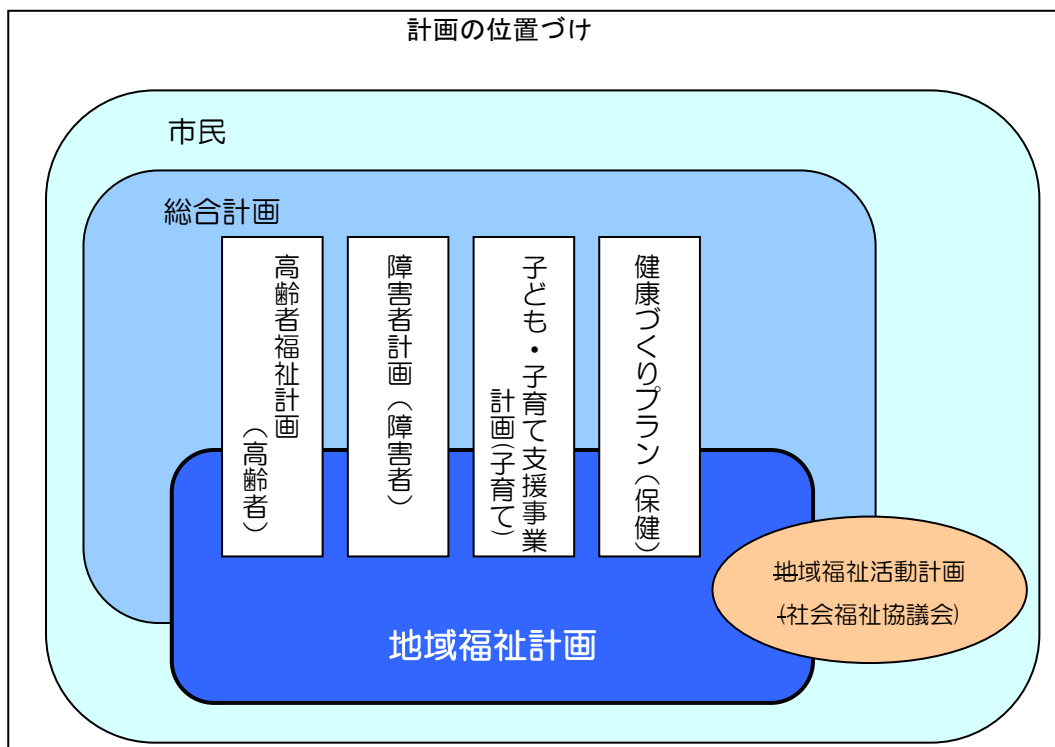 計画の位置づけ
市民
総合計画
高齢者福祉計画
（高齢者）
障害者計画（障害者）
子ども・子育て支援事業
計画(子育て)
健康づくりプラン（保健）
地域福祉計画
地域福祉活動計画
(社会福祉協議会)